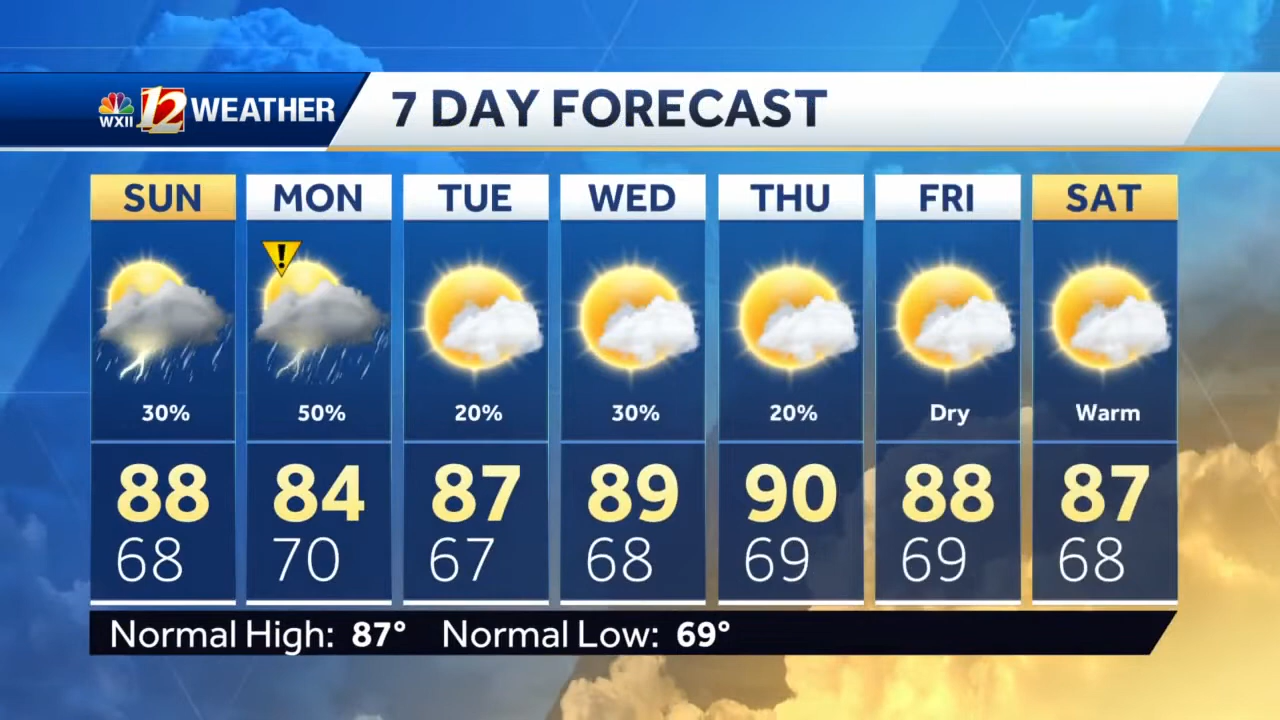 WXII 12 WEATHER
7 DAY FORECAST
SUN MON TUE WED THU FRI SAT
!
30% 50% 20% 30% 20% Dry Warm
88 84 87 89 90 88 87
68 70 67 68 69 69 68
Normal High: 87° Normal Low: 69°